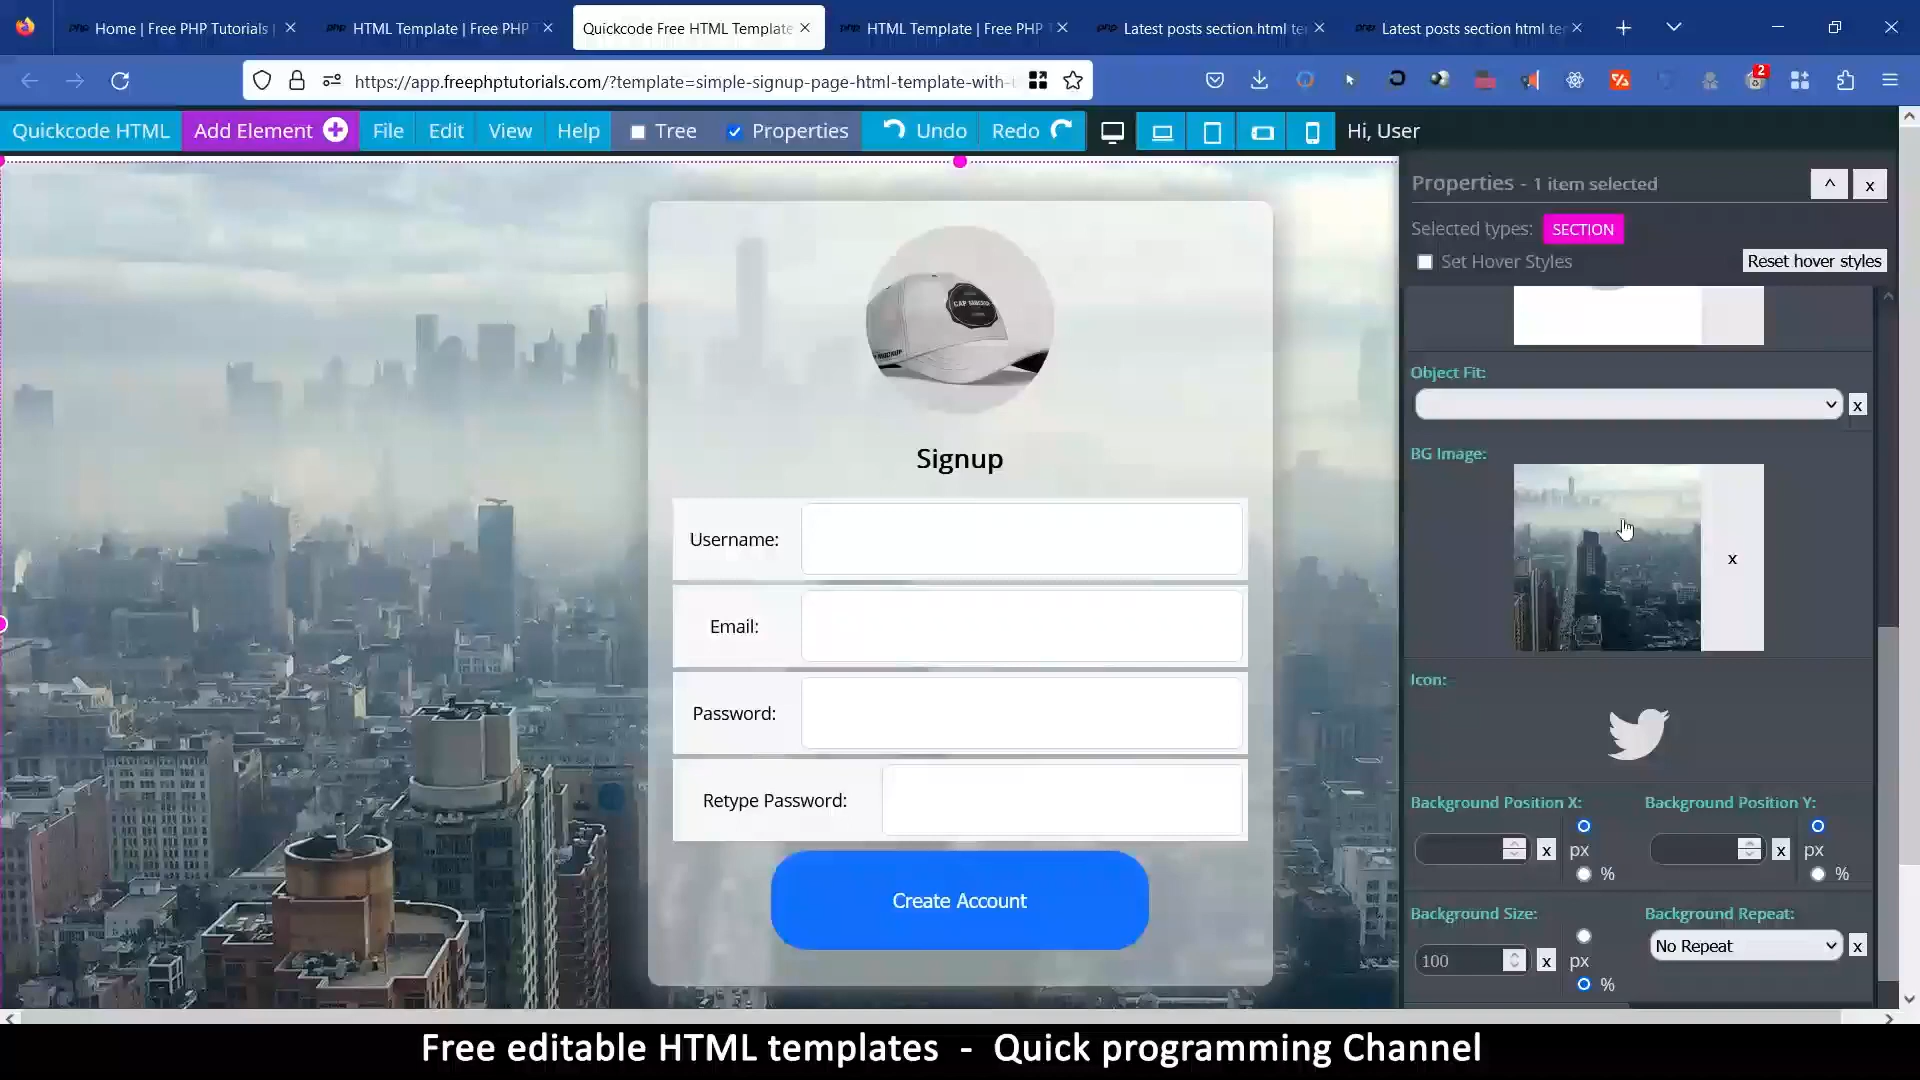 Home | Free PHP Tutorials |
HTML Template | Free PHP
Quickcode Free HTML Template
HTML Template | Free PHP T
Latest posts section html te
Latest posts section html te
https://app.freephptutorials.com/?template=simple-signup-page-html-template-with-
2
Quickcode HTML
Add Element
File
Edit
View
Help
Tree
Properties
Undo
Redo
Hi, User
Properties - 1 item selected
^
x
Selected types:
SECTION
Set Hover Styles
Reset hover styles
Object Fit:
x
BG Image:
x
Icon:
Background Position X:
Background Position Y:
x
px
%
x
px
%
Background Size:
Background Repeat:
100
x
px
%
No Repeat
x
CAP MOCKUP
Signup
Username:
Email:
Password:
Retype Password:
Create Account
Free editable HTML templates - Quick programming Channel